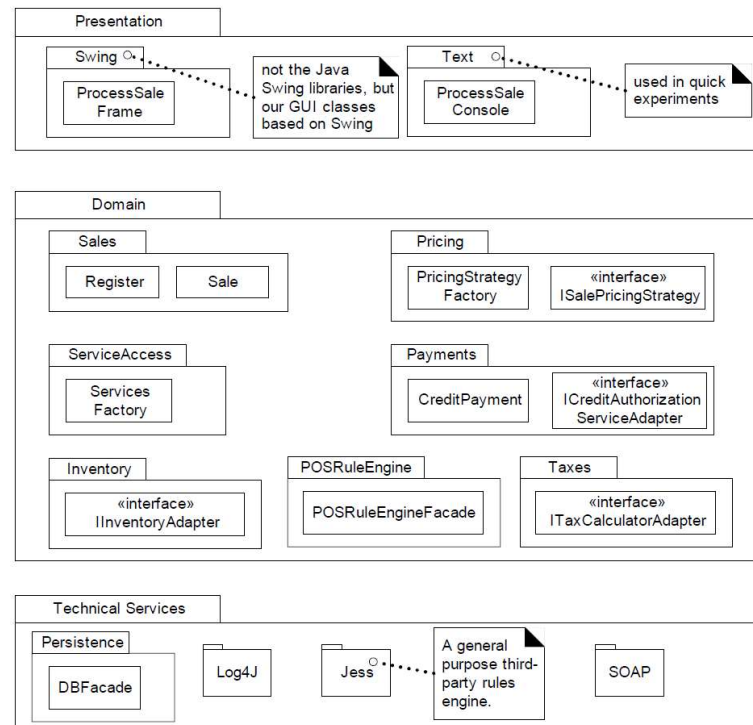 Presentation
Swing
ProcessSale
Frame
not the Java
Swing libraries, but
our GUI classes
based on Swing
Text
ProcessSale
Console
used in quick
experiments
Domain
Sales
Register
Sale
Pricing
PricingStrategy
Factory
«interface»
ISalePricingStrategy
ServiceAccess
Services
Factory
Payments
CreditPayment
«interface»
ICreditAuthorization
ServiceAdapter
Inventory
«interface»
IInventoryAdapter
POSRuleEngine
POSRuleEngineFacade
Taxes
«interface»
ITaxCalculatorAdapter
Technical Services
Persistence
DBFacade
Log4J
Jess
A general
purpose third-
party rules
engine.
SOAP